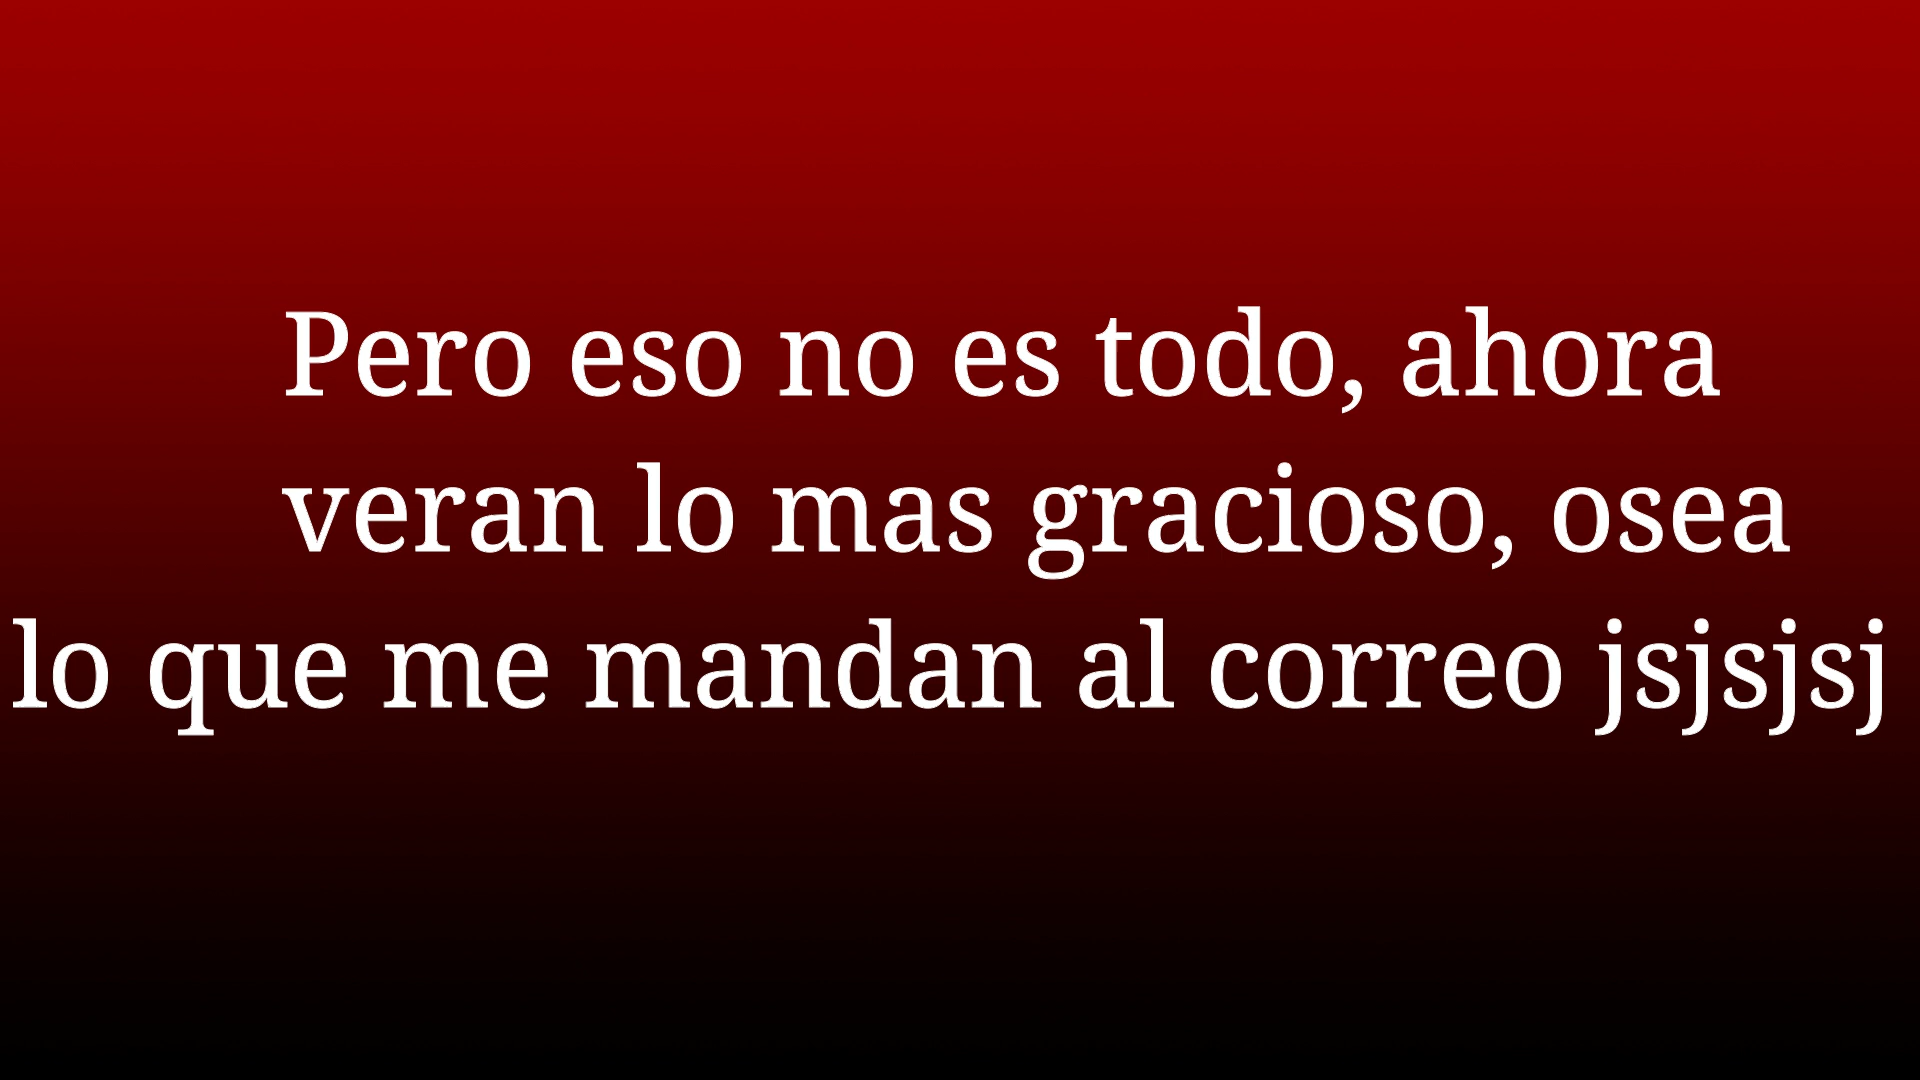 Pero eso no es todo, ahora
veran lo mas gracioso, osea
lo que me mandan al correo jsjsjsj